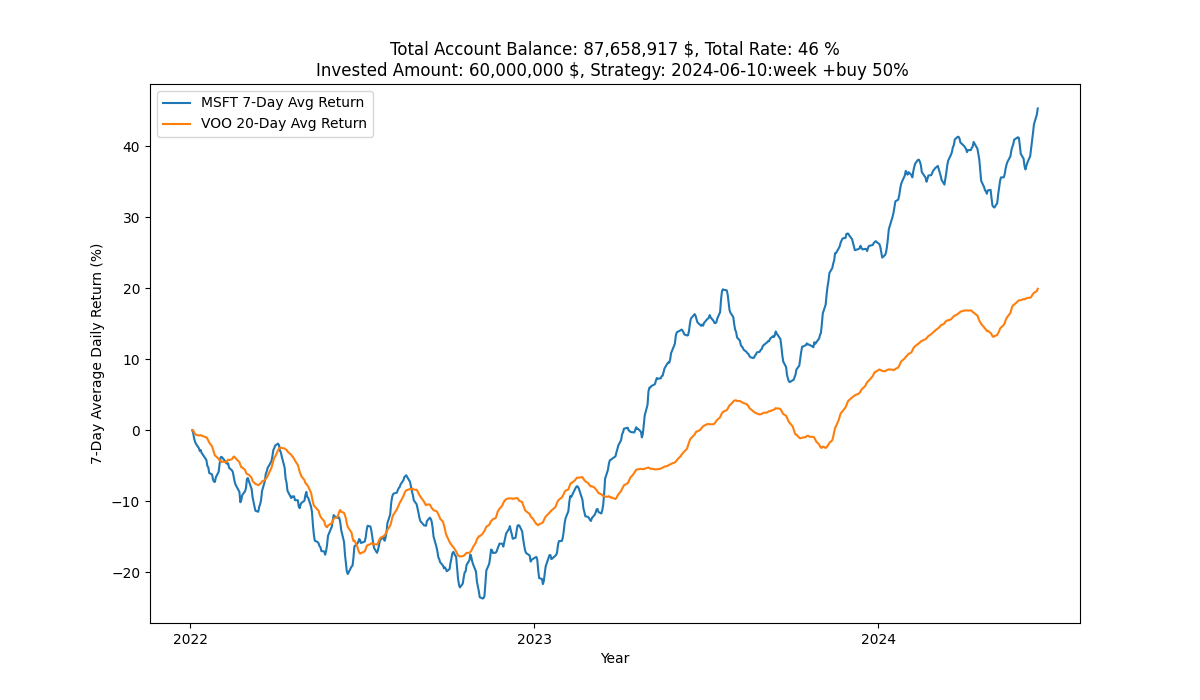 Total Account Balance: 87,658,917 $, Total Rate: 46 %
Invested Amount: 60,000,000 $, Strategy: 2024-06-10:week +buy 50%
MSFT 7-Day Avg Return
VOO 20-Day Avg Return
7-Day Average Daily Return (%)
40
30
20
10
0
−10
−20
2022
2023
2024
Year